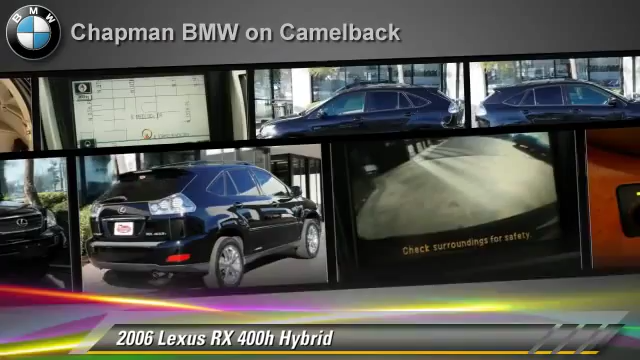 BMW
Chapman BMW on Camelback
Check surroundings for safety.
2006 Lexus RX 400h Hybrid